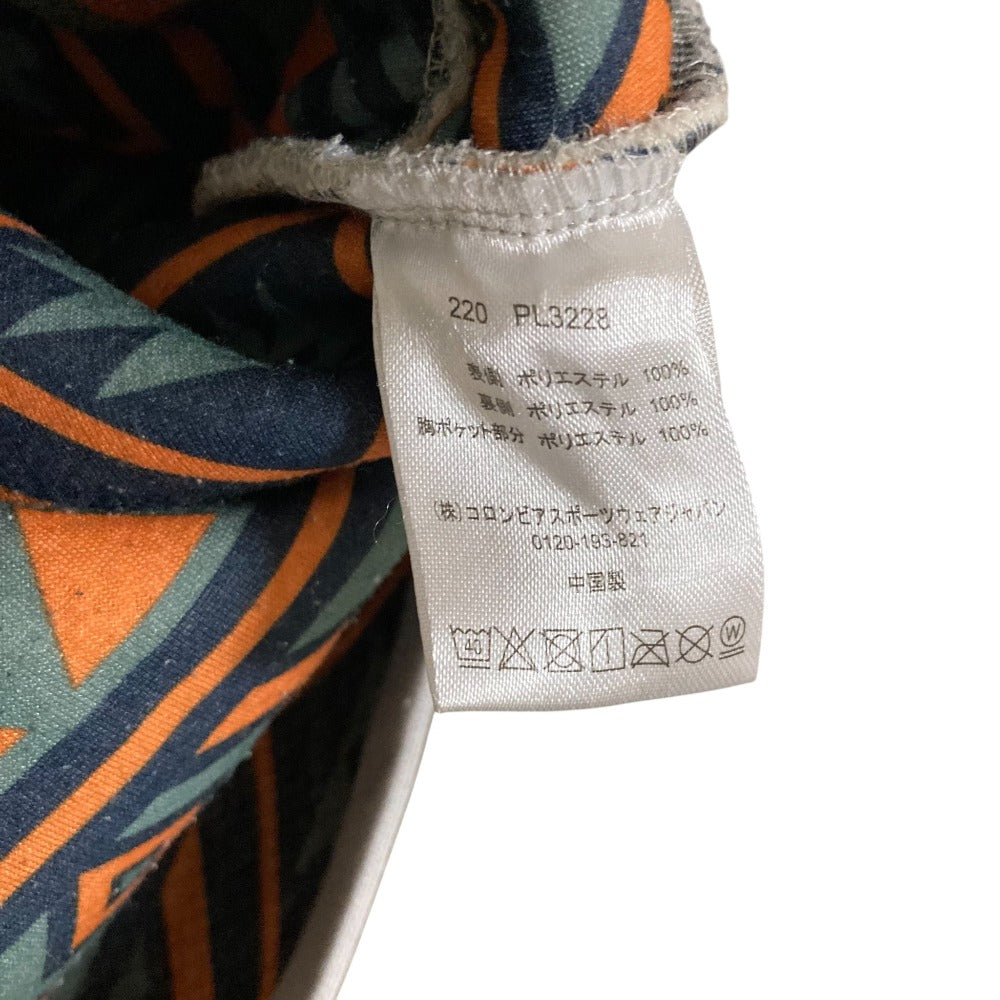 220 PL3228
表側 ポリエステル 100%
裏側 ポリエステル 100%
胸ポケット部分 ポリエステル 100%
(株)コロンビアスポーツウェアジャパン
0120-193-821
中国製
40 W